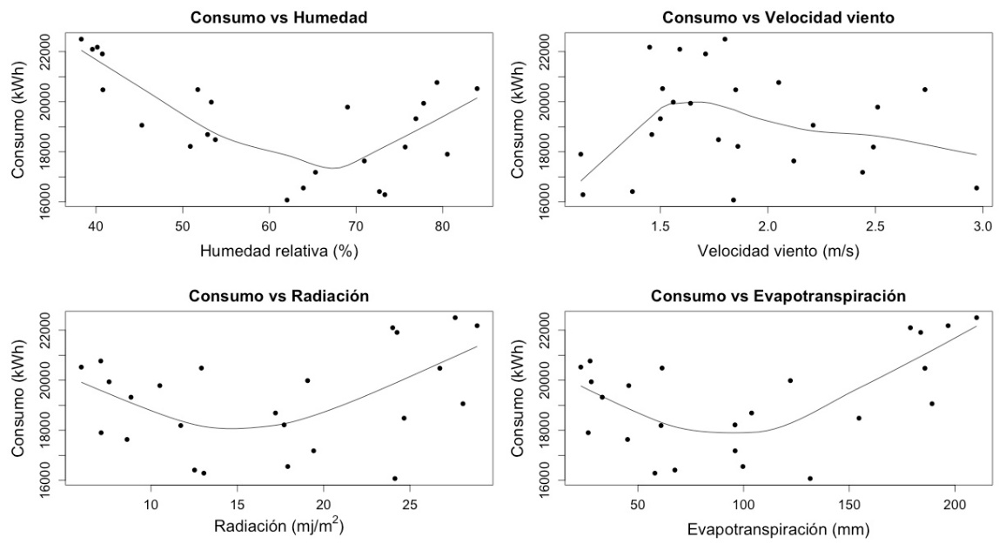 Consumo vs Humedad
Consumo (kWh)
22000
20000
18000
16000
40 50 60 70 80
Humedad relativa (%)
Consumo vs Velocidad viento
Consumo (kWh)
22000
20000
18000
16000
1.5 2.0 2.5 3.0
Velocidad viento (m/s)
Consumo vs Radiación
Consumo (kWh)
22000
20000
18000
16000
10 15 20 25
Radiación (mj/m²)
Consumo vs Evapotranspiración
Consumo (kWh)
22000
20000
18000
16000
50 100 150 200
Evapotranspiración (mm)